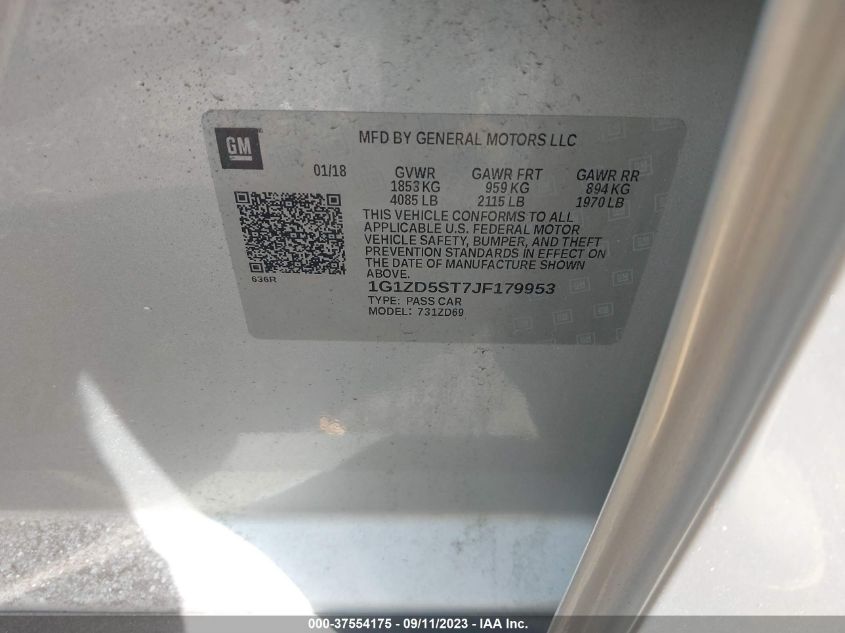 GM
MFD BY GENERAL MOTORS LLC
01/18 GVWR GAWR FRT GAWR RR
1853 KG 959 KG 894 KG
4085 LB 2115 LB 1970 LB
THIS VEHICLE CONFORMS TO ALL
APPLICABLE U.S. FEDERAL MOTOR
VEHICLE SAFETY, BUMPER, AND THEFT
PREVENTION STANDARDS IN EFFECT ON
THE DATE OF MANUFACTURE SHOWN
ABOVE.
636R
1G1ZD5ST7JF179953
TYPE: PASS CAR
MODEL: 731ZD69
000-37554175 - 09/11/2023 - IAA Inc.